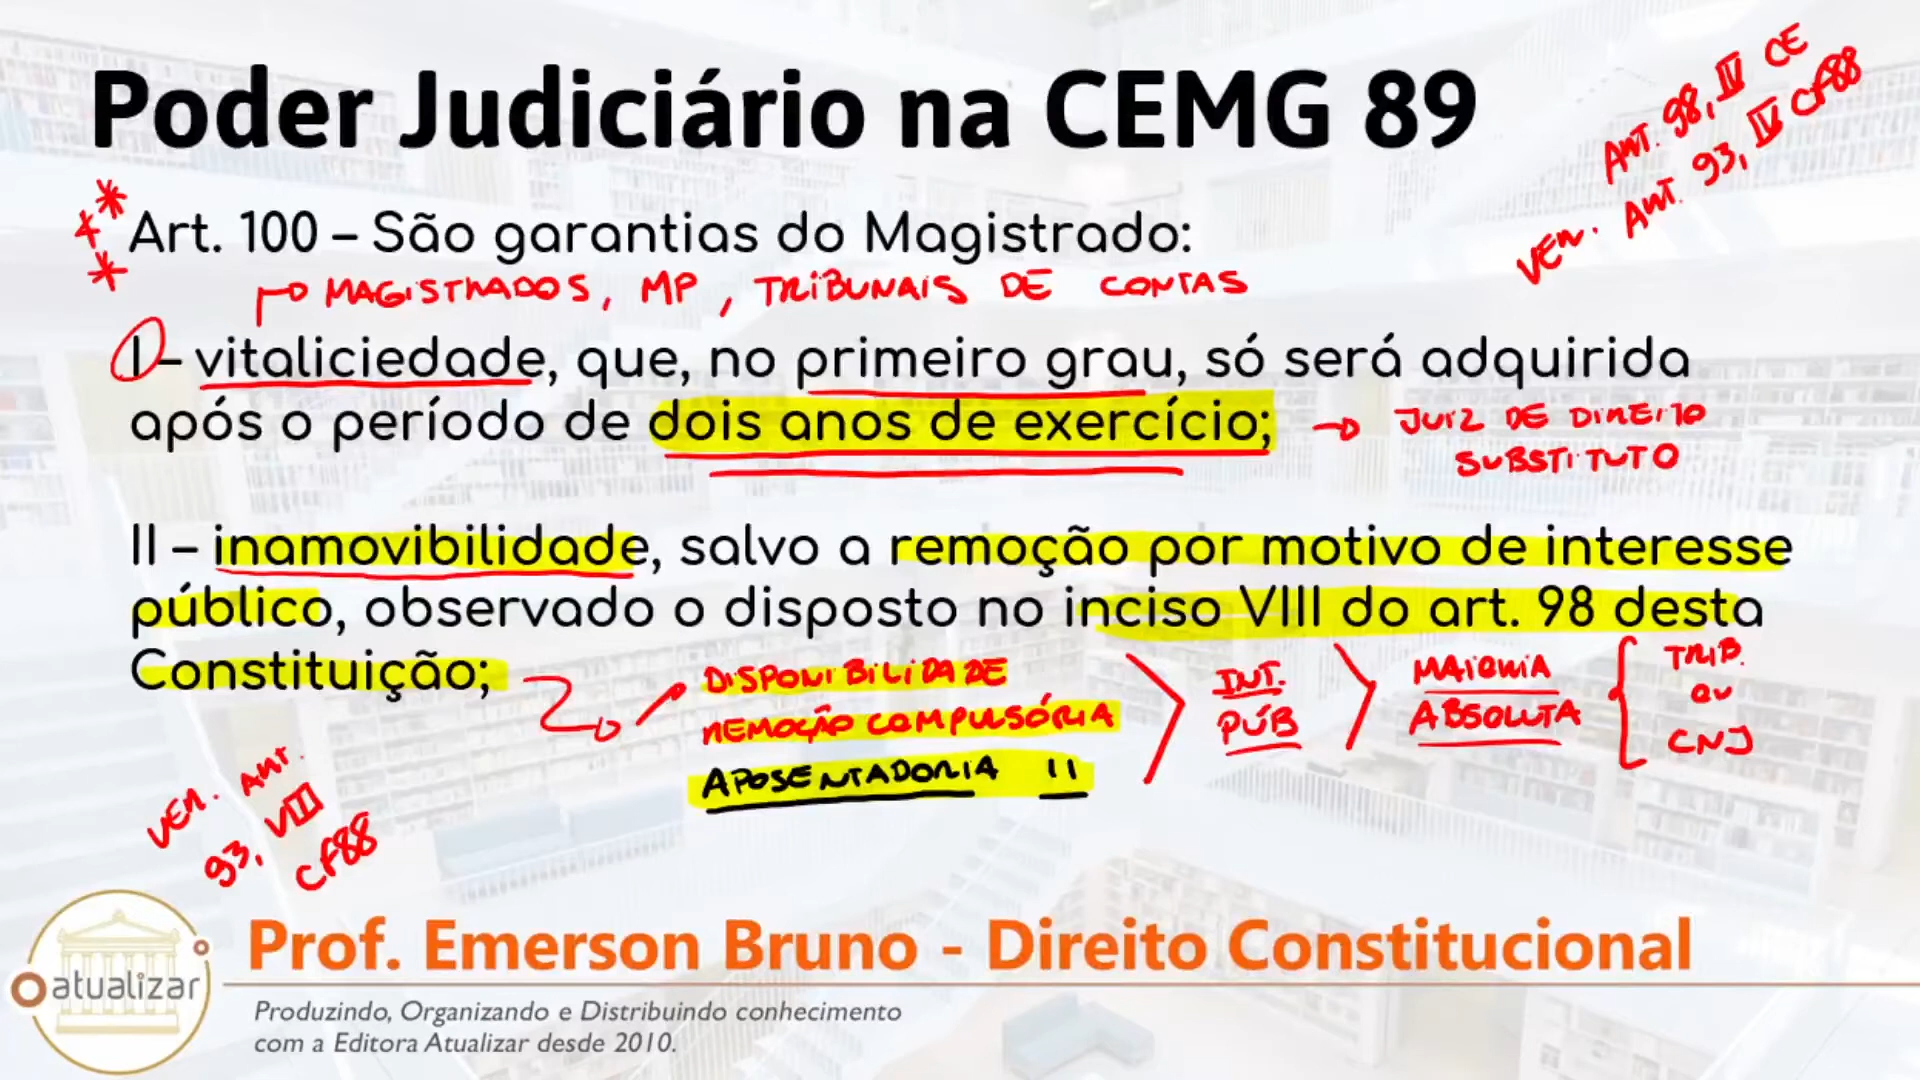 Poder Judiciário na CEMG 89
ART. 98, IV CE
VER. ART. 93, IV CF88
Art. 100 – São garantias do Magistrado:
MAGISTRADOS, MP, TRIBUNAIS DE CONTAS
I – vitaliciedade, que, no primeiro grau, só será adquirida
após o período de dois anos de exercício;
JUIZ DE DIREITO
SUBSTITUTO
II – inamovibilidade, salvo a remoção por motivo de interesse
público, observado o disposto no inciso VIII do art. 98 desta
Constituição;
DISPONIBILIDADE
REMOÇÃO COMPULSÓRIA
APOSENTADORIA 11
INT.
PÚB
MAIORIA
ABSOLUTA
TRIB.
OU
CNJ
VER. ART.
93, VIII
CF88
atualizar
Prof. Emerson Bruno - Direito Constitucional
Produzindo, Organizando e Distribuindo conhecimento
com a Editora Atualizar desde 2010.